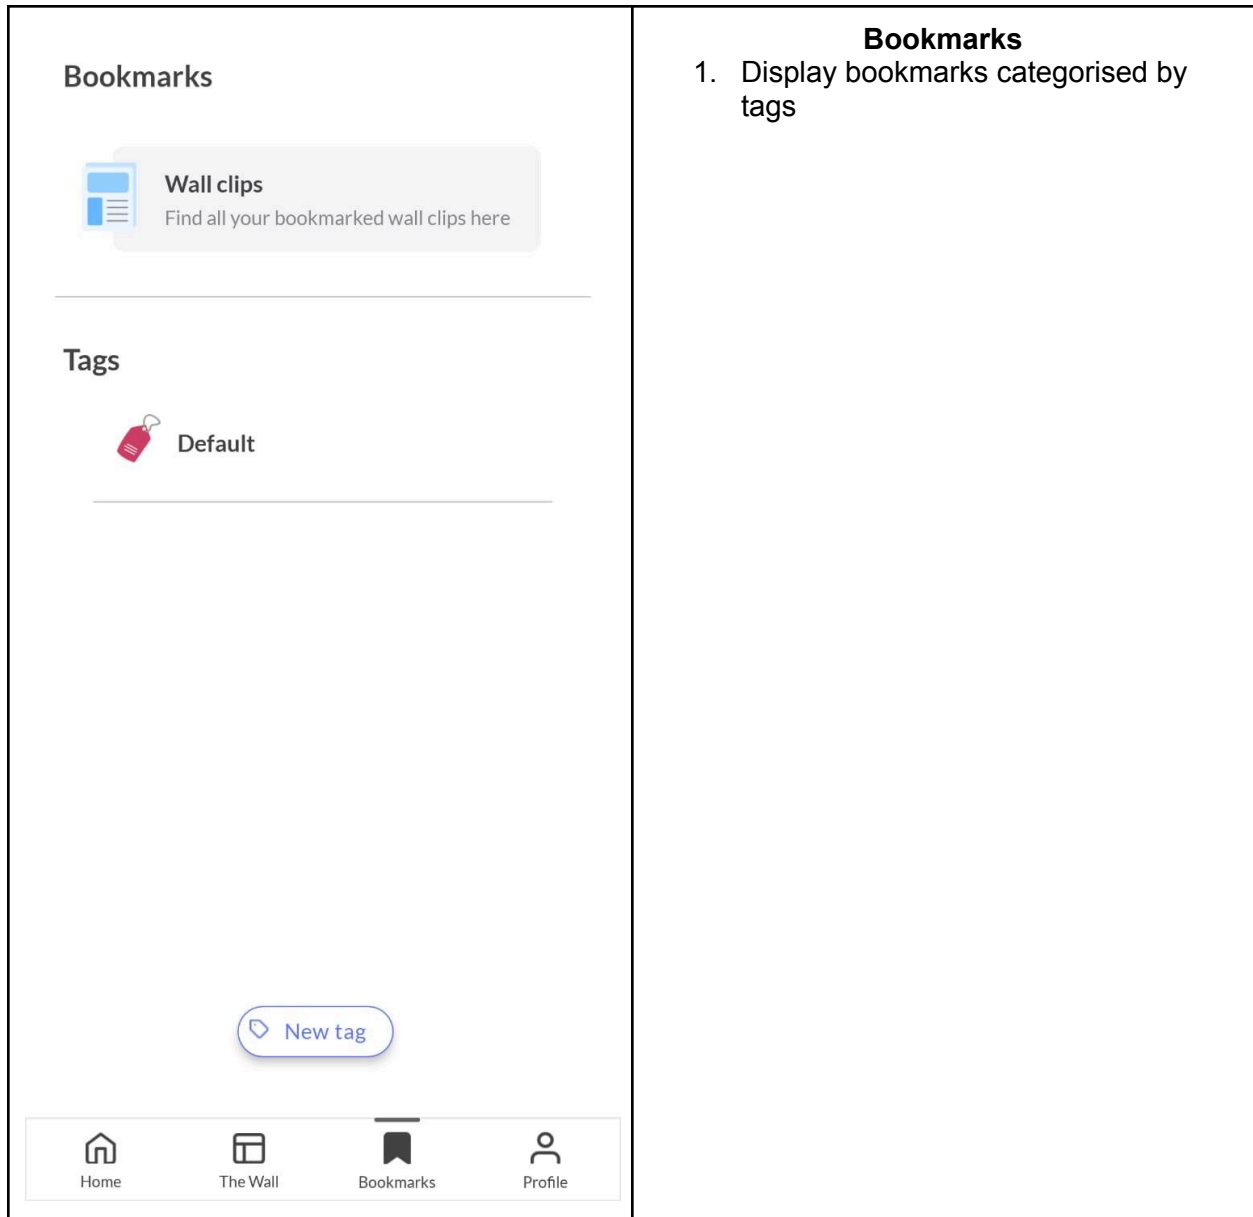 Bookmarks
Wall clips
Find all your bookmarked wall clips here
Tags
Default
New tag
Home
The Wall
Bookmarks
Profile
Bookmarks
1. Display bookmarks categorised by
tags